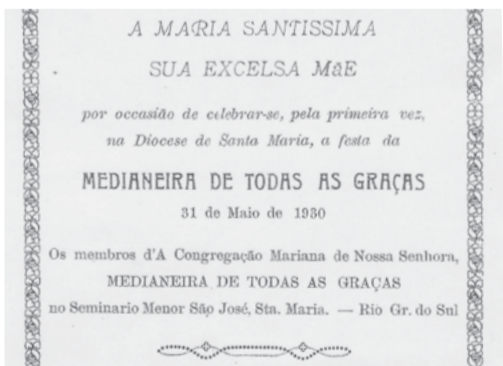 A MARIA SANTISSIMA
SUA EXCELSA MãE
por occasião de celebrar-se, pela primeira vez,
na Diocese de Santa Maria, a festa da
MEDIANEIRA DE TODAS AS GRAÇAS
31 de Maio de 1930
Os membros d'A Congregação Mariana de Nossa Senhora,
MEDIANEIRA DE TODAS AS GRAÇAS
no Seminario Menor São José, Sta. Maria. — Rio Gr. do Sul